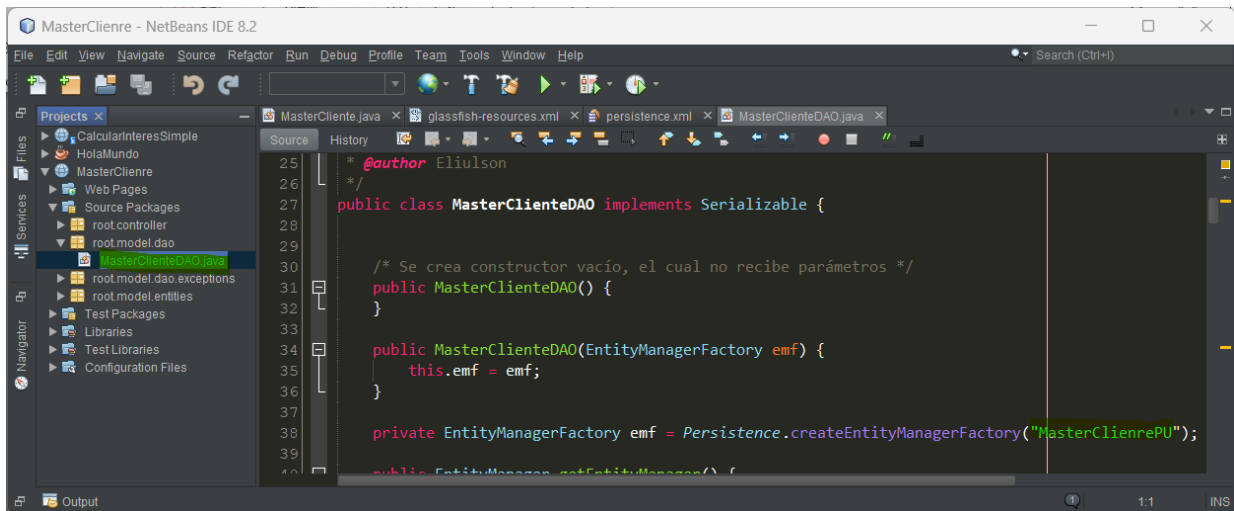 MasterClienre - NetBeans IDE 8.2
File Edit View Navigate Source Refactor Run Debug Profile Team Tools Window Help
Search (Ctrl+I)
Projects
MasterCliente.java glassfish-resources.xml persistence.xml MasterClienteDAO.java
Files
Services
Navigator
CalcularInteresSimple
HolaMundo
MasterClienre
Web Pages
Source Packages
root.controller
root.model.dao
MasterClienteDAO.java
root.model.dao.exceptions
root.model.entities
Test Packages
Libraries
Test Libraries
Configuration Files
Source History
25 * @author Eliulson
26 */
27 public class MasterClienteDAO implements Serializable {
28
29
30 /* Se crea constructor vacío, el cual no recibe parámetros */
31 public MasterClienteDAO() {
32 }
33
34 public MasterClienteDAO(EntityManagerFactory emf) {
35 this.emf = emf;
36 }
37
38 private EntityManagerFactory emf = Persistence.createEntityManagerFactory("MasterClienrePU");
39
40 public EntityManager getEntityManager() {
Output
1
1:1
INS